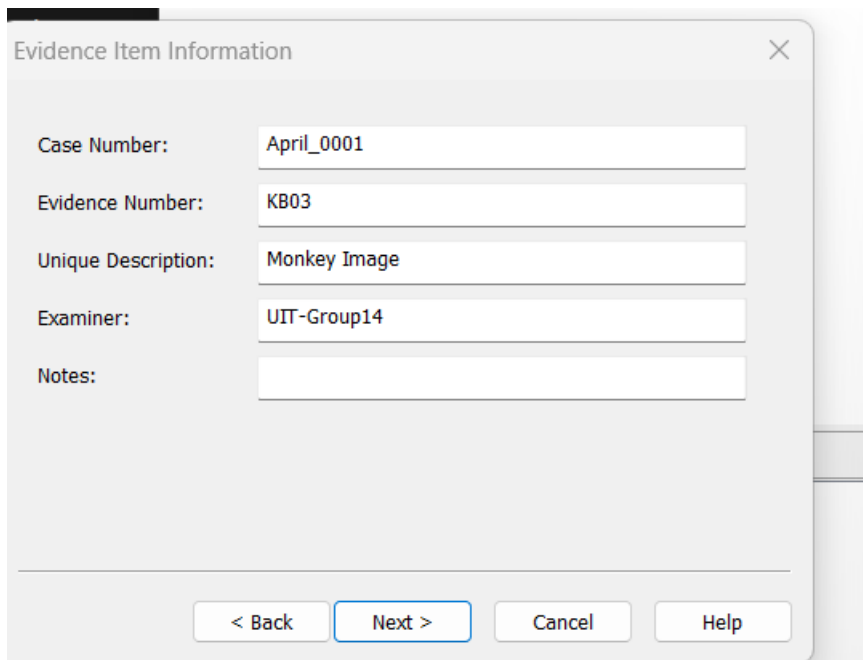 Evidence Item Information
Case Number: April_0001
Evidence Number: KB03
Unique Description: Monkey Image
Examiner: UIT-Group14
Notes:
< Back Next > Cancel Help